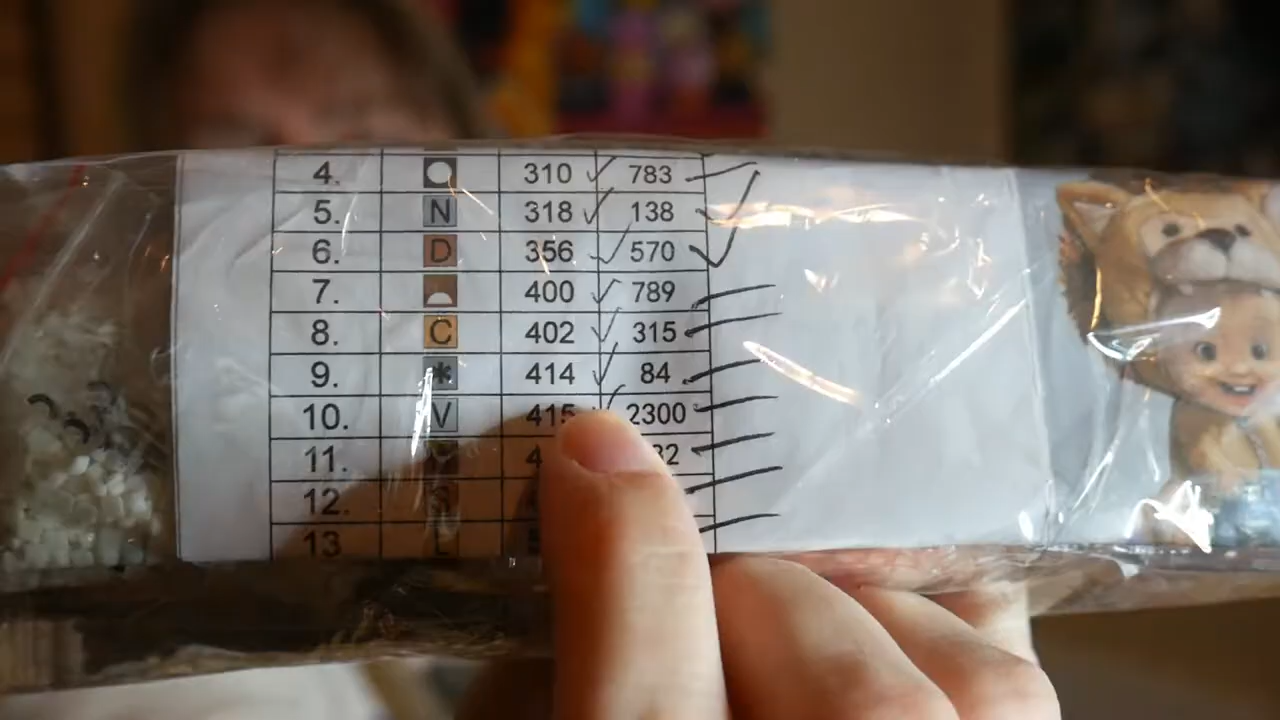 4. 310 783
5. N 318 138
6. D 356 570
7. 400 789
8. C 402 315
9. * 414 84
10. V 415 2300
11.
12. S
13 L